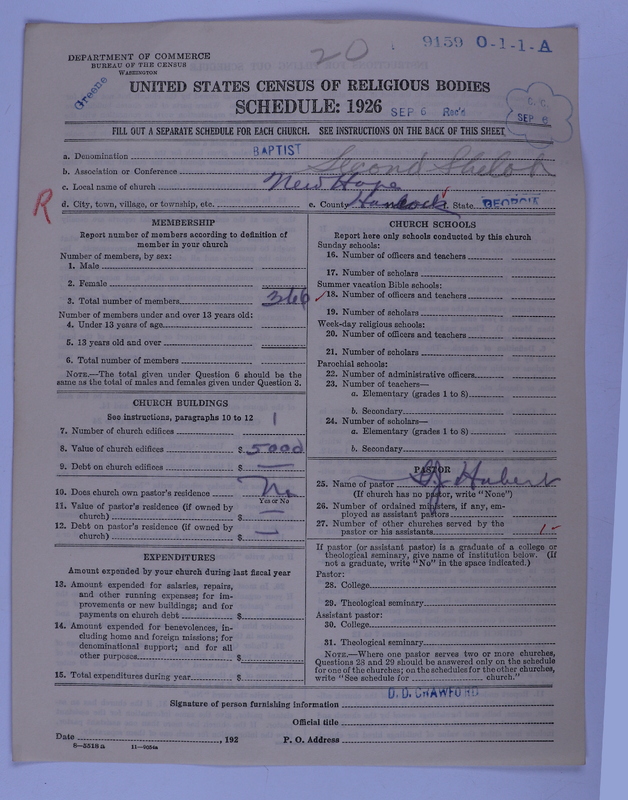 20
9159 O-1-1-A
DEPARTMENT OF COMMERCE
BUREAU OF THE CENSUS
WASHINGTON
Greene
UNITED STATES CENSUS OF RELIGIOUS BODIES
SCHEDULE: 1926
SEP 6 Rec'd
C. C.
SEP 8
FILL OUT A SEPARATE SCHEDULE FOR EACH CHURCH. SEE INSTRUCTIONS ON THE BACK OF THIS SHEET
a. Denomination BAPTIST
b. Association or Conference Second Shiloh
c. Local name of church New Hope
d. City, town, village, or township, etc. e. County Hancock State. GEORGIA
R
MEMBERSHIP
Report number of members according to definition of
member in your church
Number of members, by sex:
1. Male
2. Female
3. Total number of members 366
Number of members under and over 13 years old:
4. Under 13 years of age
5. 13 years old and over
6. Total number of members
NOTE.—The total given under Question 6 should be the
same as the total of males and females given under Question 3.
CHURCH BUILDINGS
See instructions, paragraphs 10 to 12
7. Number of church edifices 1
8. Value of church edifices $ 5000
9. Debt on church edifices $ —
10. Does church own pastor's residence No
Yes or No
11. Value of pastor's residence (if owned by
church) $ —
12. Debt on pastor's residence (if owned by
church) $ —
EXPENDITURES
Amount expended by your church during last fiscal year
13. Amount expended for salaries, repairs,
and other running expenses; for im-
provements or new buildings; and for
payments on church debt $
14. Amount expended for benevolences, in-
cluding home and foreign missions; for
denominational support; and for all
other purposes $
15. Total expenditures during year $
CHURCH SCHOOLS
Report here only schools conducted by this church
Sunday schools:
16. Number of officers and teachers
17. Number of scholars
Summer vacation Bible schools:
18. Number of officers and teachers
19. Number of scholars
Week-day religious schools:
20. Number of officers and teachers
21. Number of scholars
Parochial schools:
22. Number of administrative officers
23. Number of teachers—
a. Elementary (grades 1 to 8)
b. Secondary
24. Number of scholars—
a. Elementary (grades 1 to 8)
b. Secondary
PASTOR
25. Name of pastor Hubert
(If church has no pastor, write "None")
26. Number of ordained ministers, if any, em-
ployed as assistant pastors
27. Number of other churches served by the
pastor or his assistants 1-
If pastor (or assistant pastor) is a graduate of a college or
theological seminary, give name of institution below. (If
not a graduate, write "No" in the space indicated.)
Pastor:
28. College
29. Theological seminary
Assistant pastor:
30. College
31. Theological seminary
NOTE.—Where one pastor serves two or more churches,
Questions 28 and 29 should be answered only on the schedule
for one of the churches; on the schedules for the other churches,
write "See schedule for church."
Signature of person furnishing information D. D. CRAWFORD
Official title
Date , 192 P. O. Address
8—5518a 11—9054a